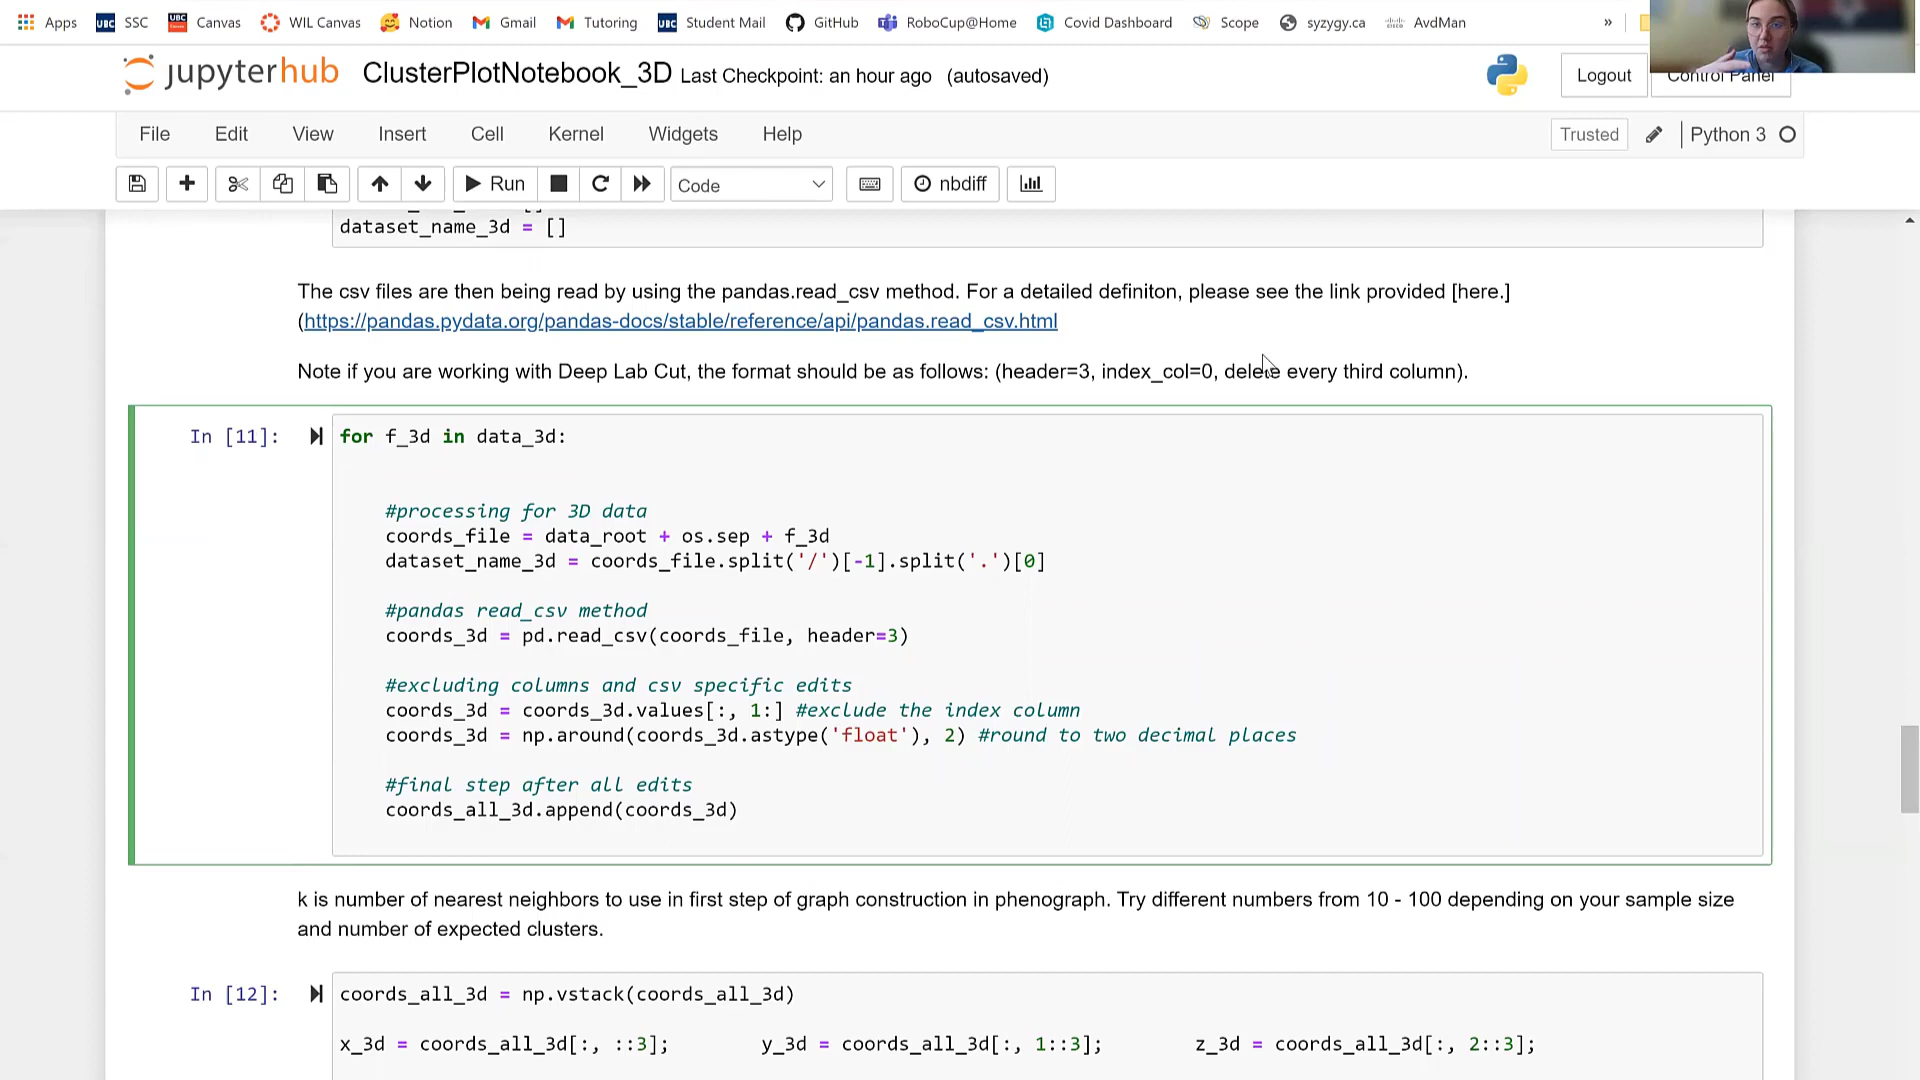 Apps SSC Canvas WIL Canvas Notion Gmail Tutoring Student Mail GitHub RoboCup@Home Covid Dashboard Scope syzygy.ca AvdMan »
jupyterhub ClusterPlotNotebook_3D Last Checkpoint: an hour ago (autosaved) Logout Control Panel
File Edit View Insert Cell Kernel Widgets Help Trusted Python 3
Run Code nbdiff
dataset_name_3d = []
The csv files are then being read by using the pandas.read_csv method. For a detailed definiton, please see the link provided [here.]
(https://pandas.pydata.org/pandas-docs/stable/reference/api/pandas.read_csv.html
Note if you are working with Deep Lab Cut, the format should be as follows: (header=3, index_col=0, delete every third column).
In [11]: for f_3d in data_3d:
#processing for 3D data
coords_file = data_root + os.sep + f_3d
dataset_name_3d = coords_file.split('/')[-1].split('.')[0]
#pandas read_csv method
coords_3d = pd.read_csv(coords_file, header=3)
#excluding columns and csv specific edits
coords_3d = coords_3d.values[:, 1:] #exclude the index column
coords_3d = np.around(coords_3d.astype('float'), 2) #round to two decimal places
#final step after all edits
coords_all_3d.append(coords_3d)
k is number of nearest neighbors to use in first step of graph construction in phenograph. Try different numbers from 10 - 100 depending on your sample size
and number of expected clusters.
In [12]: coords_all_3d = np.vstack(coords_all_3d)
x_3d = coords_all_3d[:, ::3]; y_3d = coords_all_3d[:, 1::3]; z_3d = coords_all_3d[:, 2::3];